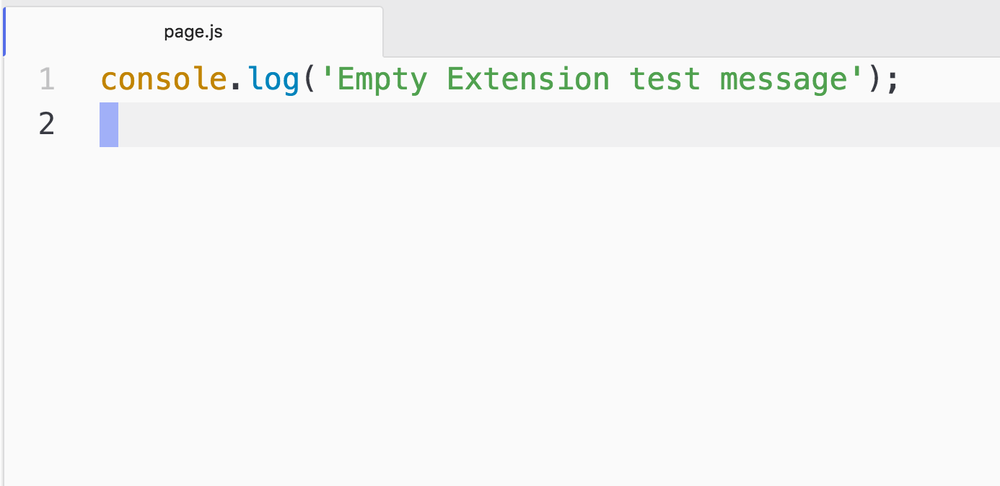 page.js
1 console.log('Empty Extension test message');
2